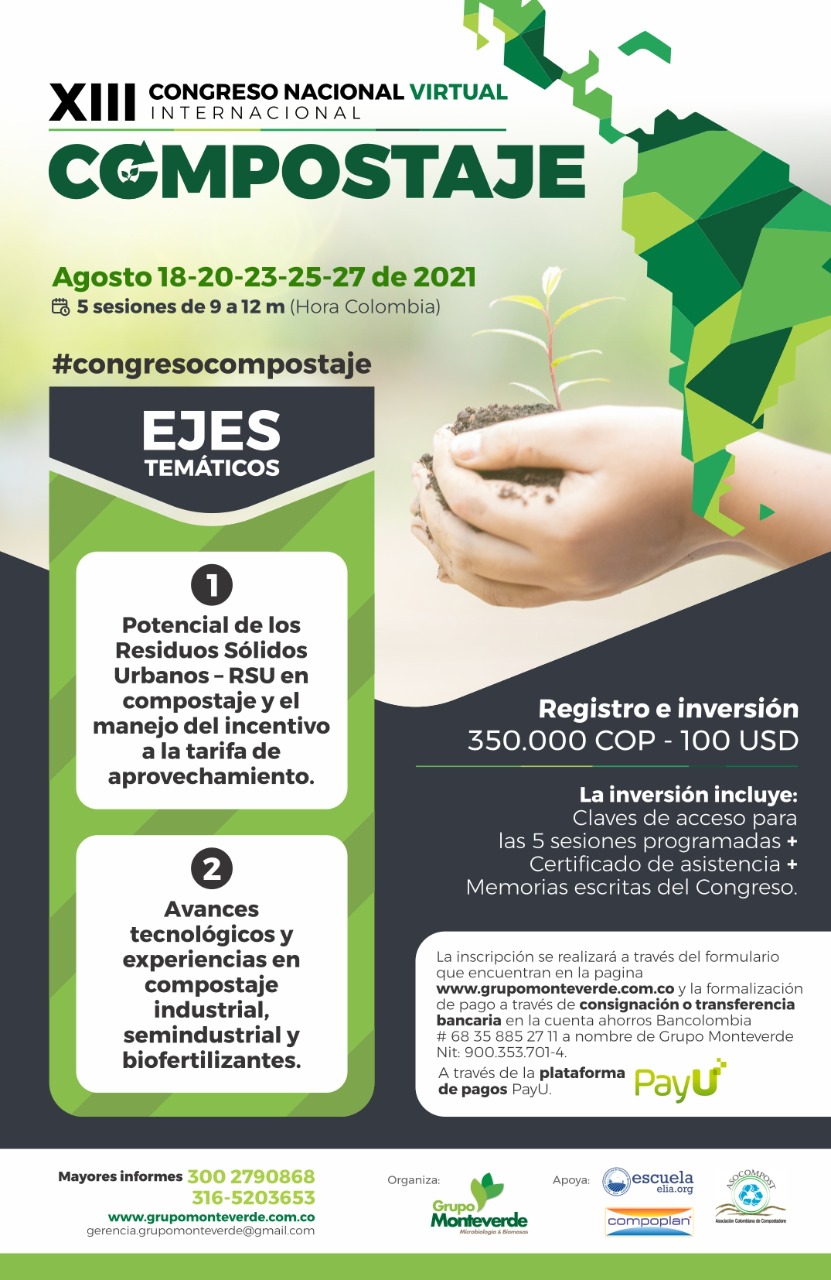 XIII CONGRESO NACIONAL VIRTUAL
INTERNACIONAL
COMPOSTAJE
Agosto 18-20-23-25-27 de 2021
5 sesiones de 9 a 12 m (Hora Colombia)
#congresocompostaje
EJES
TEMÁTICOS
1
Potencial de los
Residuos Sólidos
Urbanos – RSU en
compostaje y el
manejo del incentivo
a la tarifa de
aprovechamiento.
2
Avances
tecnológicos y
experiencias en
compostaje
industrial,
semindustrial y
biofertilizantes.
Registro e inversión
350.000 COP - 100 USD
La inversión incluye:
Claves de acceso para
las 5 sesiones programadas +
Certificado de asistencia +
Memorias escritas del Congreso.
La inscripción se realizará a través del formulario
que encuentran en la pagina
www.grupomonteverde.com.co y la formalización
de pago a través de consignación o transferencia
bancaria en la cuenta ahorros Bancolombia
# 68 35 885 27 11 a nombre de Grupo Monteverde
Nit: 900.353.701-4.
A través de la plataforma
de pagos PayU.
PayU
Mayores informes 300 2790868
316-5203653
www.grupomonteverde.com.co
gerencia.grupomonteverde@gmail.com
Organiza:
Grupo
Monteverde
Microbiología & Biomasas
Apoya:
escuela
elia.org
compoplan
ASOCOMPOST
Asociación Colombiana de Compostadores